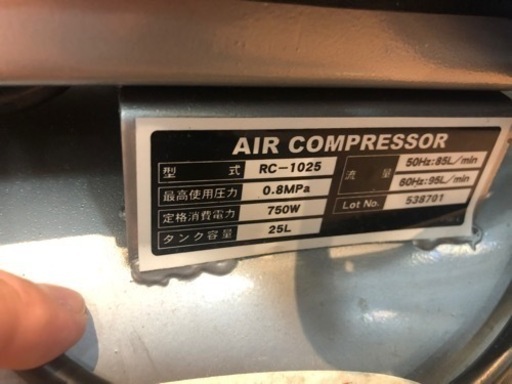 AIR COMPRESSOR
型 式 RC-1025
最高使用圧力 0.8MPa
定格消費電力 750W
タンク容量 25L
流 量 50Hz:85L/min
60Hz:95L/min
Lot No. 538701